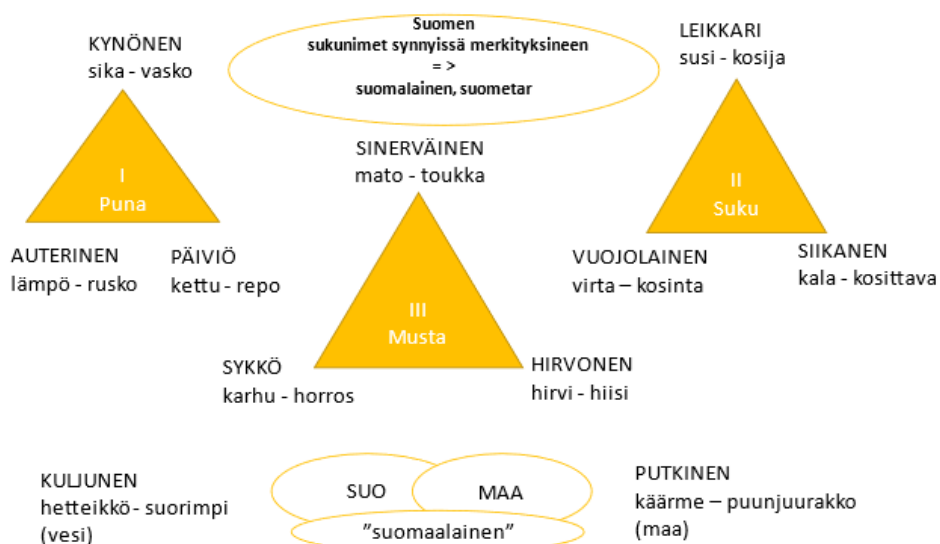 Suomen
sukunimet synnyissä merkityksineen
= >
suomalainen, suometar
KYNÖNEN
sika - vasko
I
Puna
AUTERINEN
lämpö - rusko
PÄIVIÖ
kettu - repo
LEIKKARI
susi - kosija
II
Suku
VUOJOLAINEN
virta – kosinta
SIIKANEN
kala - kosittava
SINERVÄINEN
mato - toukka
III
Musta
SYKKÖ
karhu - horros
HIRVONEN
hirvi - hiisi
KULJUNEN
hetteikkö - suorimpi
(vesi)
SUO
MAA
"suomaalainen"
PUTKINEN
käärme – puunjuurakko
(maa)